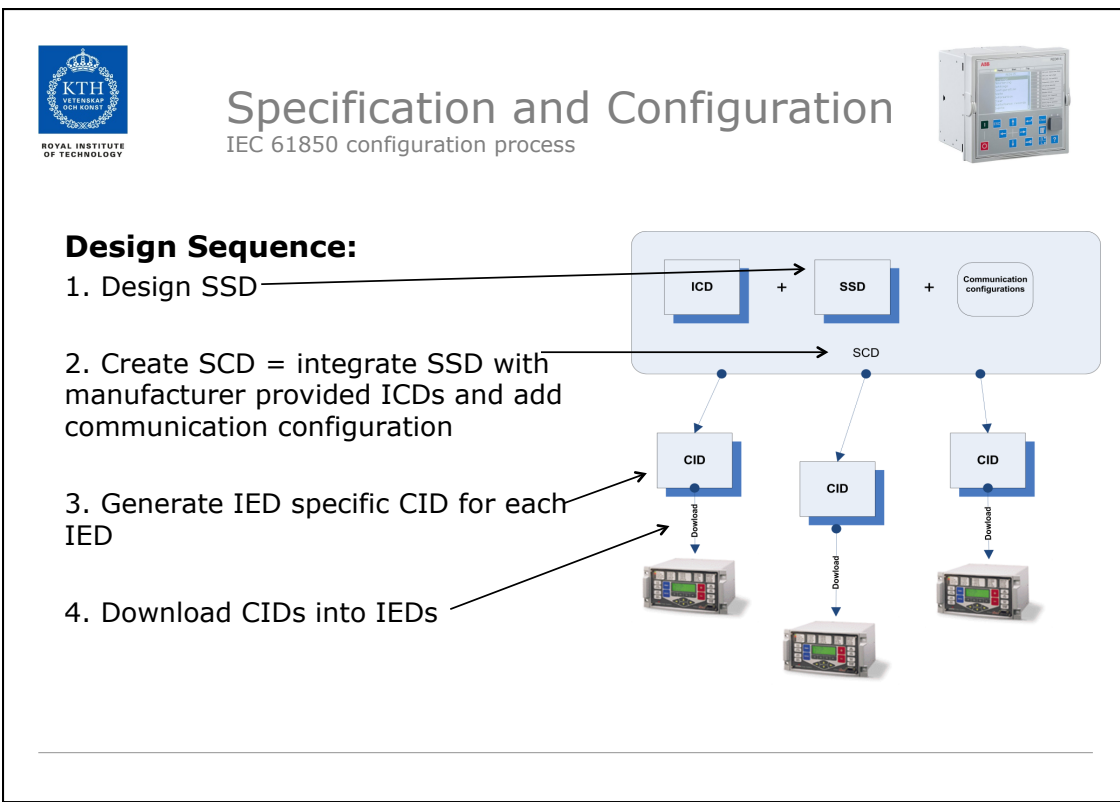 KTH
VETENSKAP
OCH KONST
ROYAL INSTITUTE
OF TECHNOLOGY
Specification and Configuration
IEC 61850 configuration process
ABB
Design Sequence:
1. Design SSD
2. Create SCD = integrate SSD with
manufacturer provided ICDs and add
communication configuration
3. Generate IED specific CID for each
IED
4. Download CIDs into IEDs
ICD
+
SSD
+
Communication
configurations
SCD
CID
CID
CID
Dowload
Dowload
Dowload